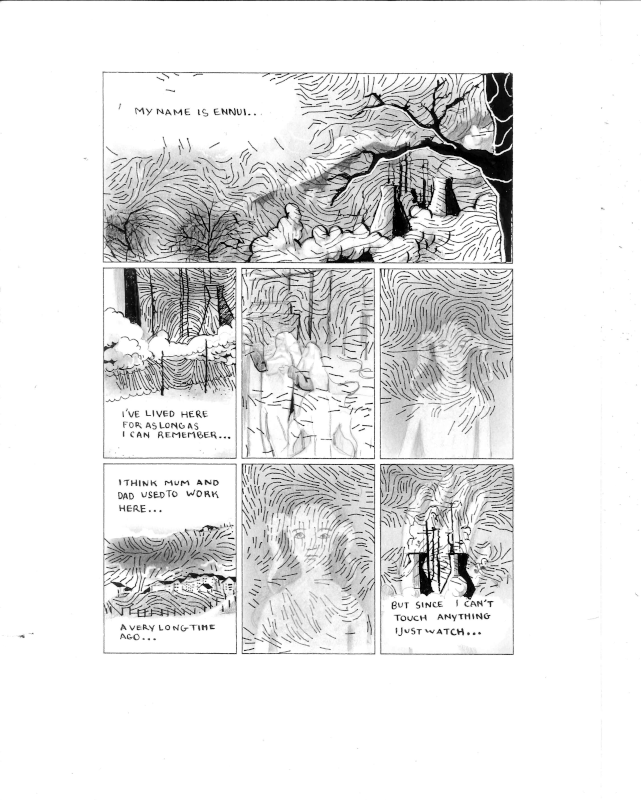 MY NAME IS ENNUI...
I'VE LIVED HERE
FOR AS LONG AS
I CAN REMEMBER...
I THINK MUM AND
DAD USED TO WORK
HERE...
A VERY LONG TIME
AGO...
BUT SINCE I CAN'T
TOUCH ANYTHING
I JUST WATCH...